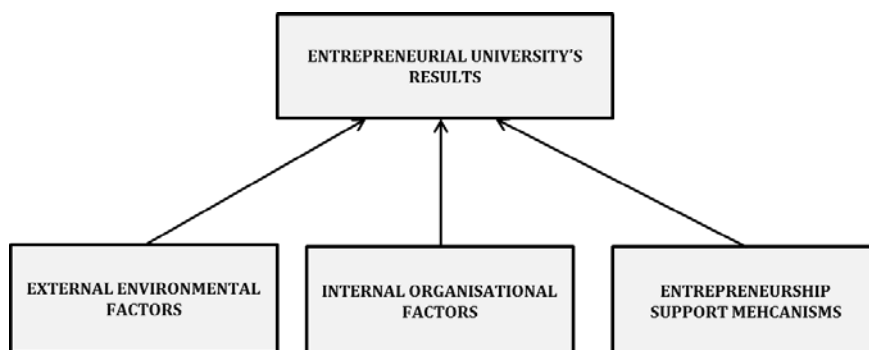 ENTREPRENEURIAL UNIVERSITY'S
RESULTS
EXTERNAL ENVIRONMENTAL
FACTORS
INTERNAL ORGANISATIONAL
FACTORS
ENTREPRENEURSHIP
SUPPORT MEHCANISMS